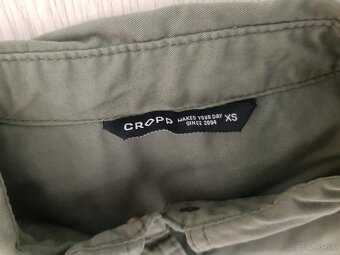 CROPP MAKES YOUR DAY XS
SINCE 2004